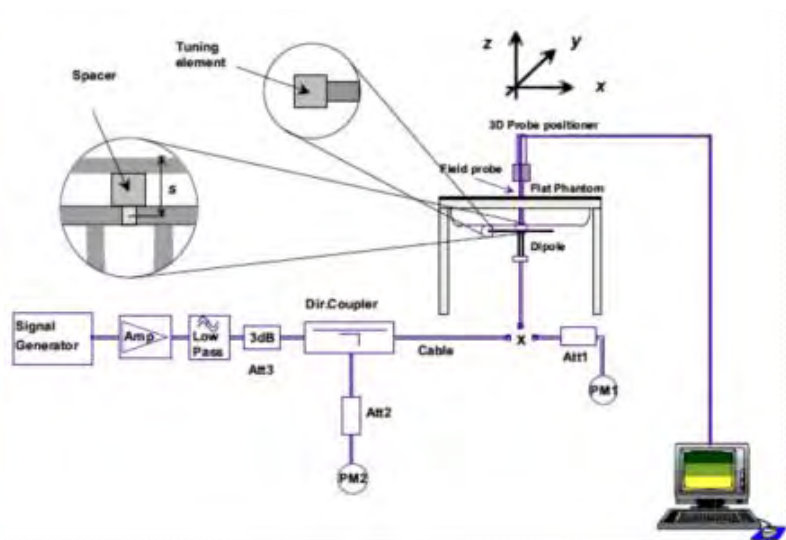 Tuning
element
Spacer
s
z
y
x
3D Probe positioner
Field probe
Flat Phantom
Dipole
Signal
Generator
Amp
Low
Pass
3dB
Att3
Dir.Coupler
Cable
x
Att1
PM1
Att2
PM2